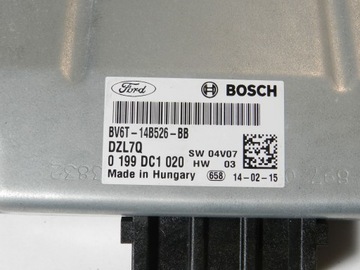 Ford BOSCH
BV6T-14B526-BB
DZL7Q SW 04V07
0 199 DC1 020 HW 03
Made in Hungary 658 14-02-15